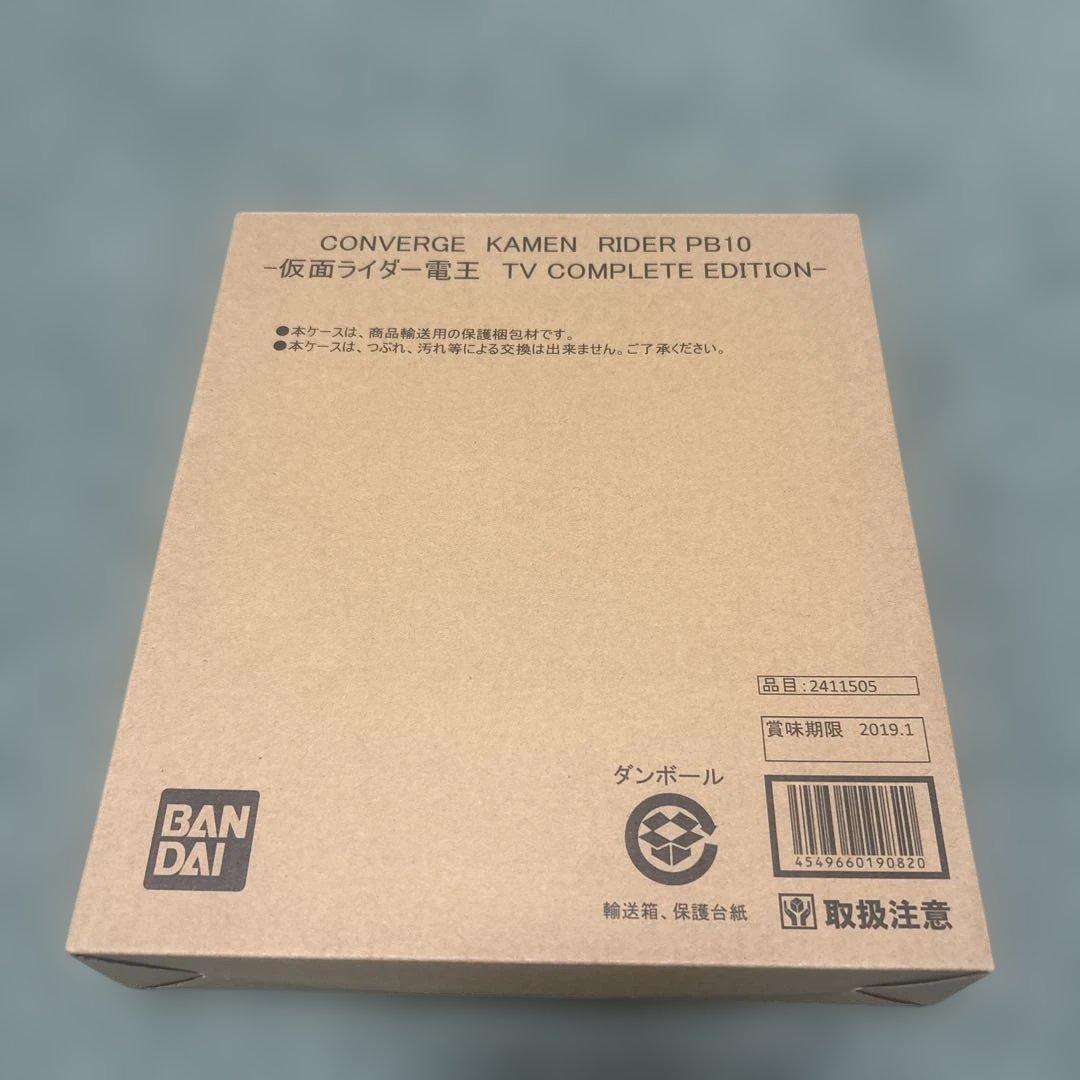 CONVERGE KAMEN RIDER PB10
-仮面ライダー電王 TV COMPLETE EDITION-
●本ケースは、商品輸送用の保護梱包材です。
●本ケースは、つぶれ、汚れ等による交換は出来ません。ご了承ください。
品目:2411505
賞味期限 2019.1
ダンボール
BAN
DAI
4549660190820
輸送箱、保護台紙
取扱注意